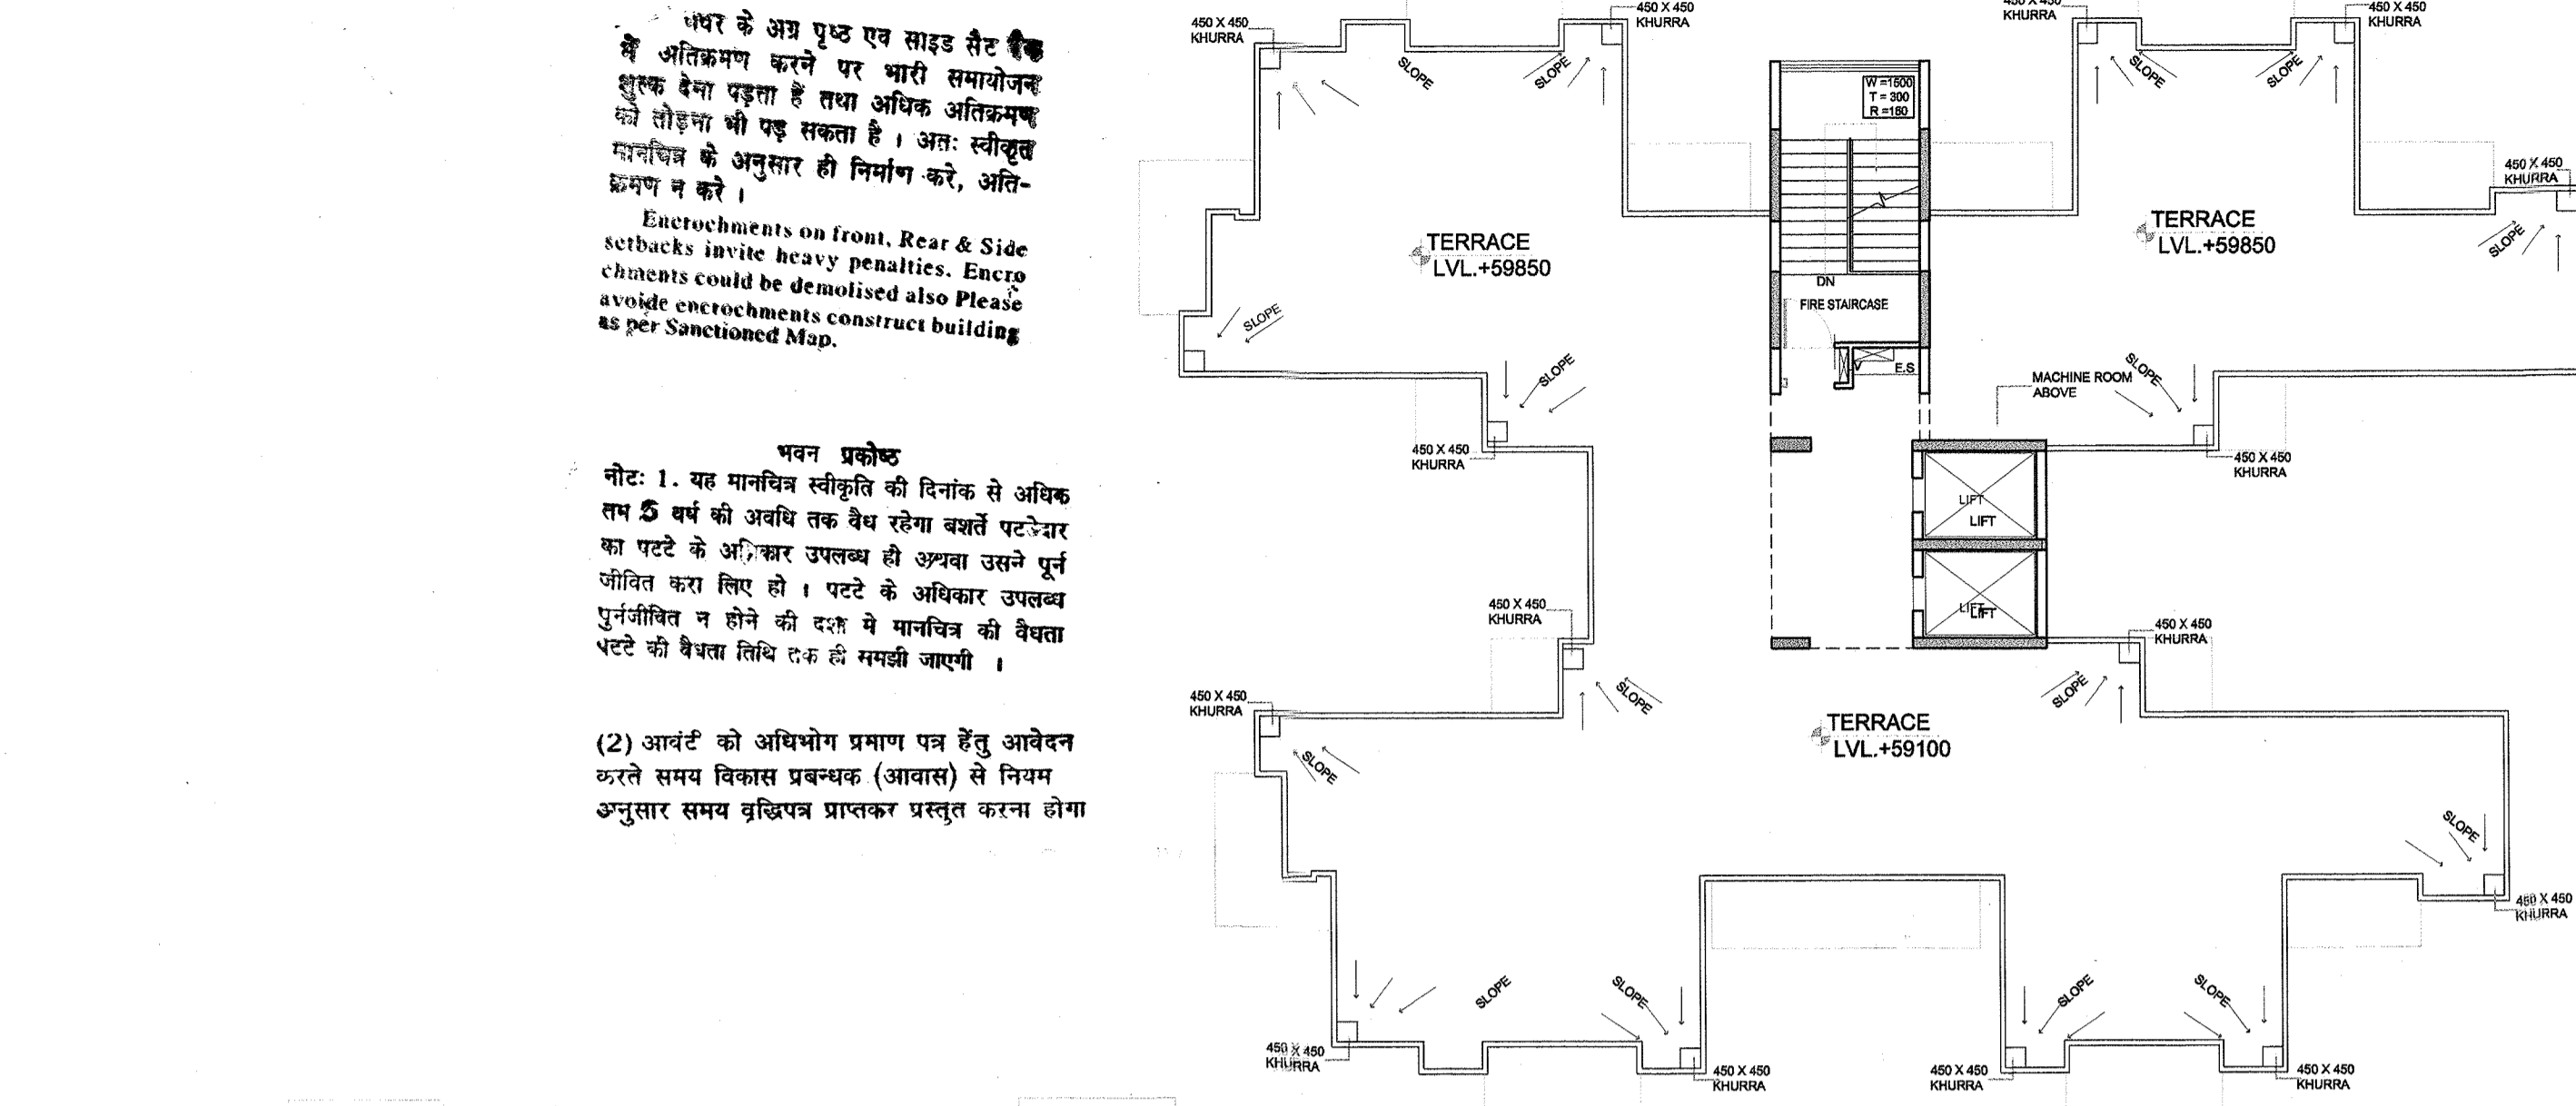 के अग्र पृष्ठ एव साइड सैट बैक
मे अतिक्रमण करने पर भारी समायोजन
शुल्क देना पड़ता है तथा अधिक अतिक्रमण
को तोड़ना भी पड़ सकता है । अतः स्वीकृत
मानचित्र के अनुसार ही निर्माण करे, अति-
क्रमण न करे ।
Encrochments on front, Rear & Side
setbacks invite heavy penalties. Encro
chments could be demolised also Please
avoide encrochments construct building
as per Sanctioned Map.
भवन प्रकोष्ठ
नोटः 1. यह मानचित्र स्वीकृति की दिनांक से अधिक
तम 5 वर्ष की अवधि तक वैध रहेगा बशर्ते पटटेदार
का पटटे के अधिकार उपलब्ध ही अथवा उसने पूर्न
जीवित करा लिए हो । पटटे के अधिकार उपलब्ध
पुर्नजीवित न होने की दशा मे मानचित्र की वैधता
पटटे की वैधता तिथि तक ही समझी जाएगी ।
(2) आवंटी को अधिभोग प्रमाण पत्र हेंतु आवेदन
करते समय विकास प्रबन्धक (आवास) से नियम
अनुसार समय वृद्धिपत्र प्राप्तकर प्रस्तुत करना होगा
450 X 450
KHURRA
450 X 450
KHURRA
450 X 450
KHURRA
450 X 450
KHURRA
SLOPE
SLOPE
SLOPE
SLOPE
W =1500
T = 300
R =160
450 X 450
KHURRA
TERRACE
LVL.+59850
TERRACE
LVL.+59850
SLOPE
DN
FIRE STAIRCASE
SLOPE
SLOPE
V
E.S
SLOPE
MACHINE ROOM
ABOVE
450 X 450
KHURRA
450 X 450
KHURRA
LIFT
LIFT
LIFT
LIFT
450 X 450
KHURRA
450 X 450
KHURRA
450 X 450
KHURRA
SLOPE
SLOPE
TERRACE
LVL.+59100
SLOPE
SLOPE
450 X 450
KHURRA
SLOPE
SLOPE
SLOPE
SLOPE
450 X 450
KHURRA
450 X 450
KHURRA
450 X 450
KHURRA
450 X 450
KHURRA